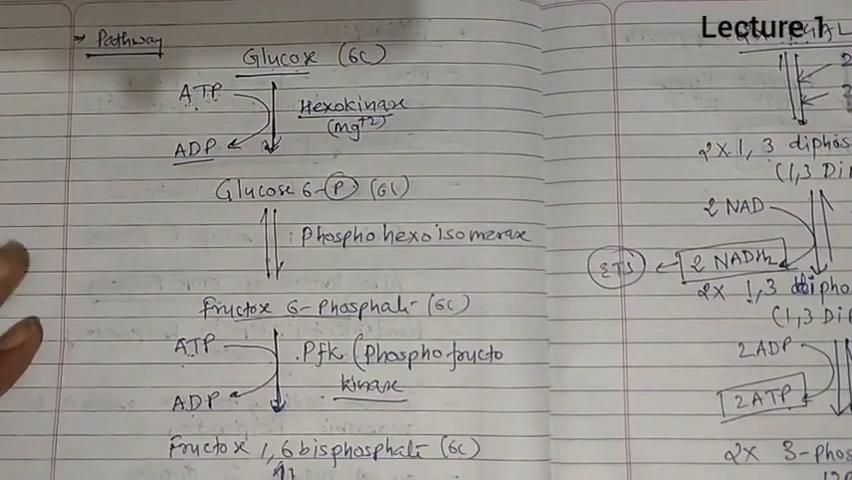 Lecture 1
→ Pathway
Glucose (6C)
ATP
Hexokinase
(Mg+2)
ADP
Glucose 6-(P) (6C)
: Phosphohexoisomerase
Fructose 6-Phosphate (6C)
ATP
.Pfk (Phosphofructo
kinase
ADP
Fructose 1,6 bisphosphate (6C)
2X 1, 3 diphos
(1,3 Di
2 NAD
ETS ← 2 NADH2
2X 1,3 dipho
(1,3 Dip
2ADP
2ATP
2X 3-phos